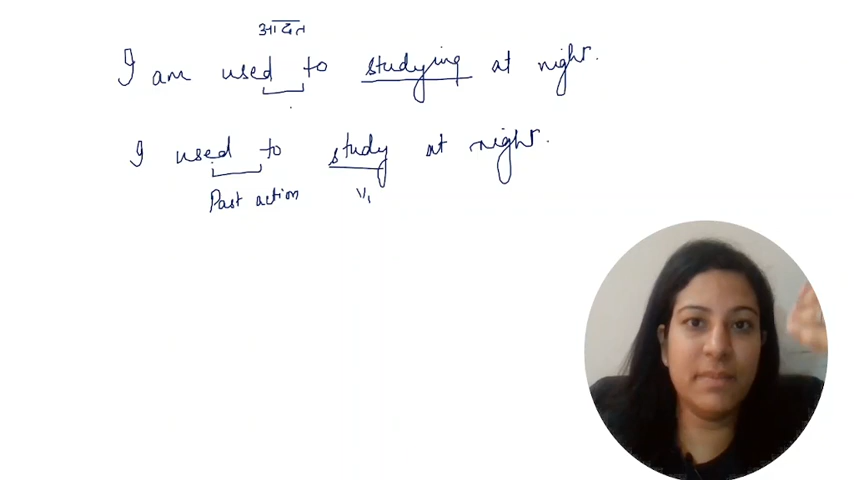 आदत
I am used to studying at night.
I used to study at night.
Past action V1